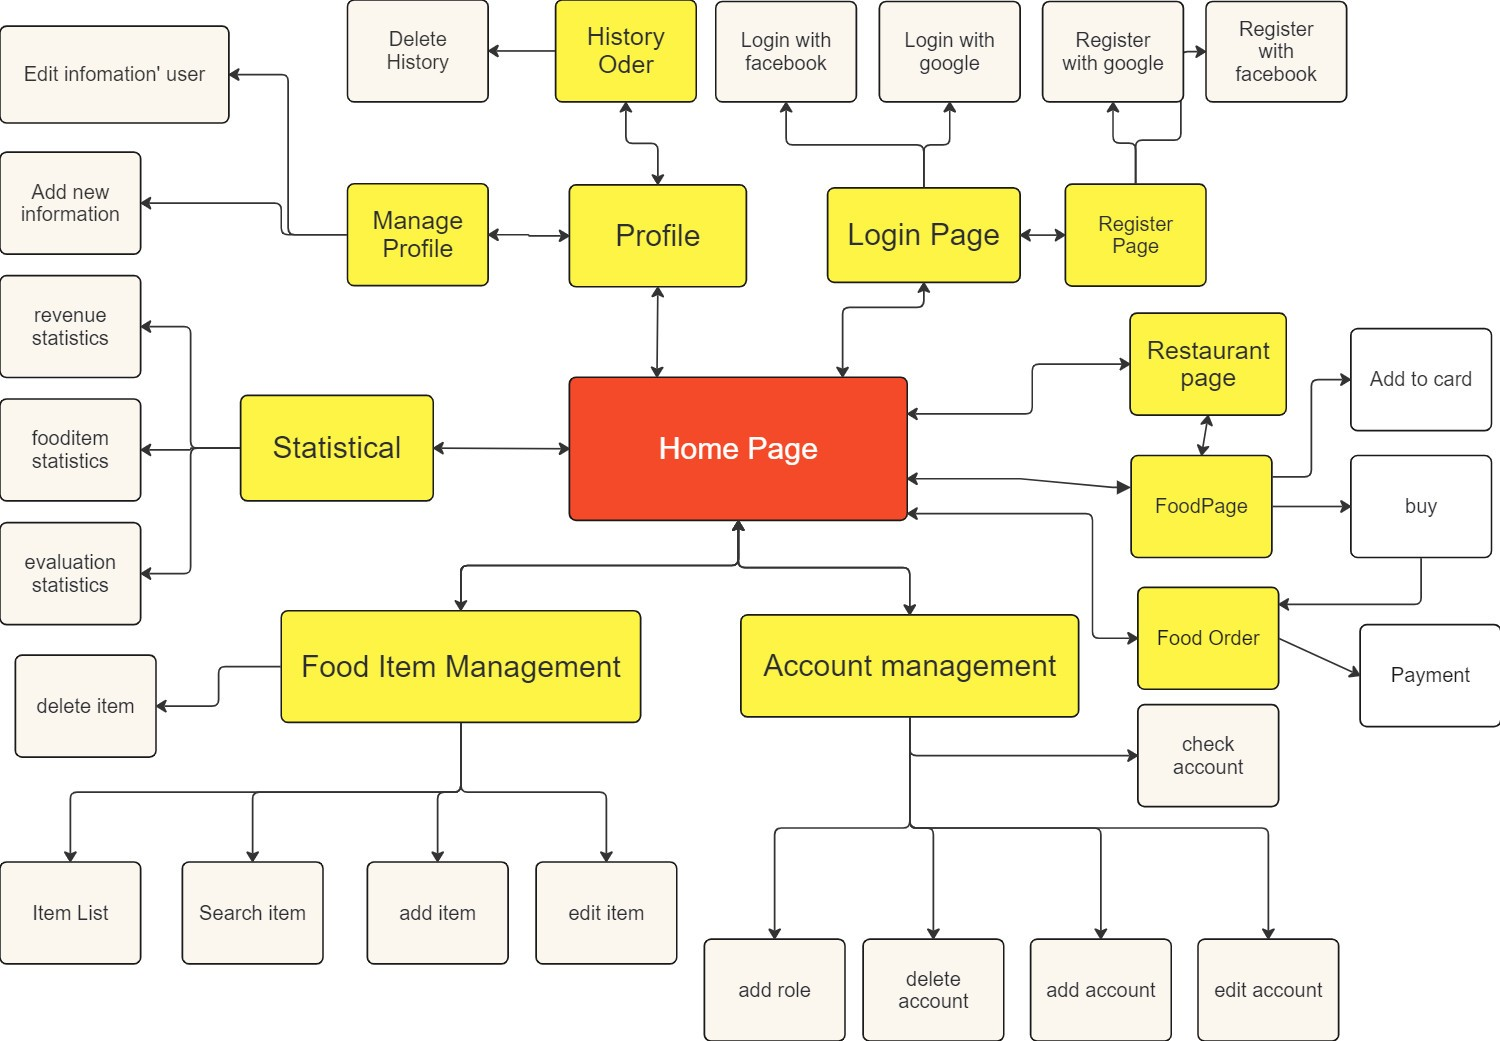 Delete
History
History
Oder
Login with
facebook
Login with
google
Register
with google
Register
with
facebook
Edit infomation' user
Add new
information
Manage
Profile
Profile
Login Page
Register
Page
revenue
statistics
Restaurant
page
Add to card
fooditem
statistics
Statistical
Home Page
FoodPage
buy
evaluation
statistics
Food Item Management
Account management
Food Order
Payment
delete item
check
account
Item List
Search item
add item
edit item
add role
delete
account
add account
edit account